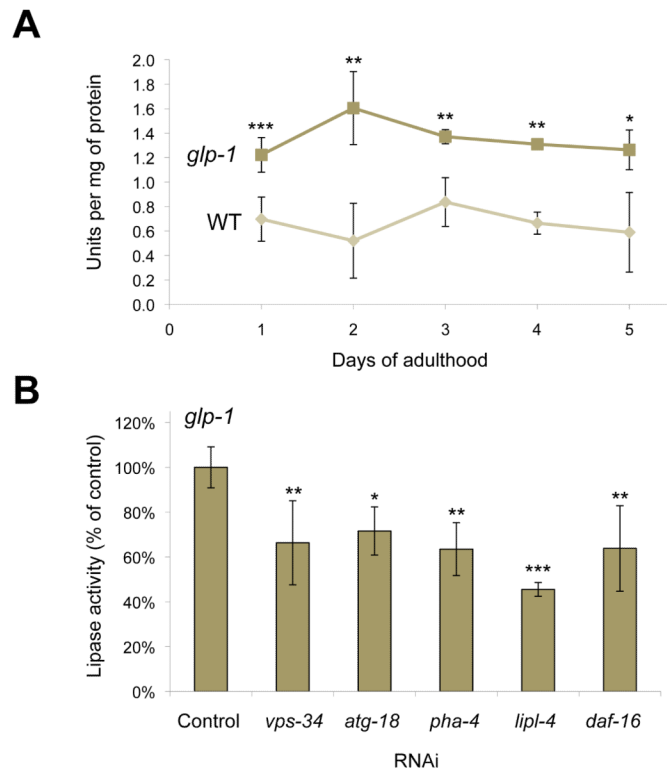 A
Units per mg of protein
2.0
1.8
1.6
1.4
1.2
1.0
0.8
0.6
0.4
0.2
0.0
***
**
**
**
*
glp-1
WT
0 1 2 3 4 5
Days of adulthood
B
Lipase activity (% of control)
120%
100%
80%
60%
40%
20%
0%
glp-1
**
*
**
***
**
Control vps-34 atg-18 pha-4 lipl-4 daf-16
RNAi